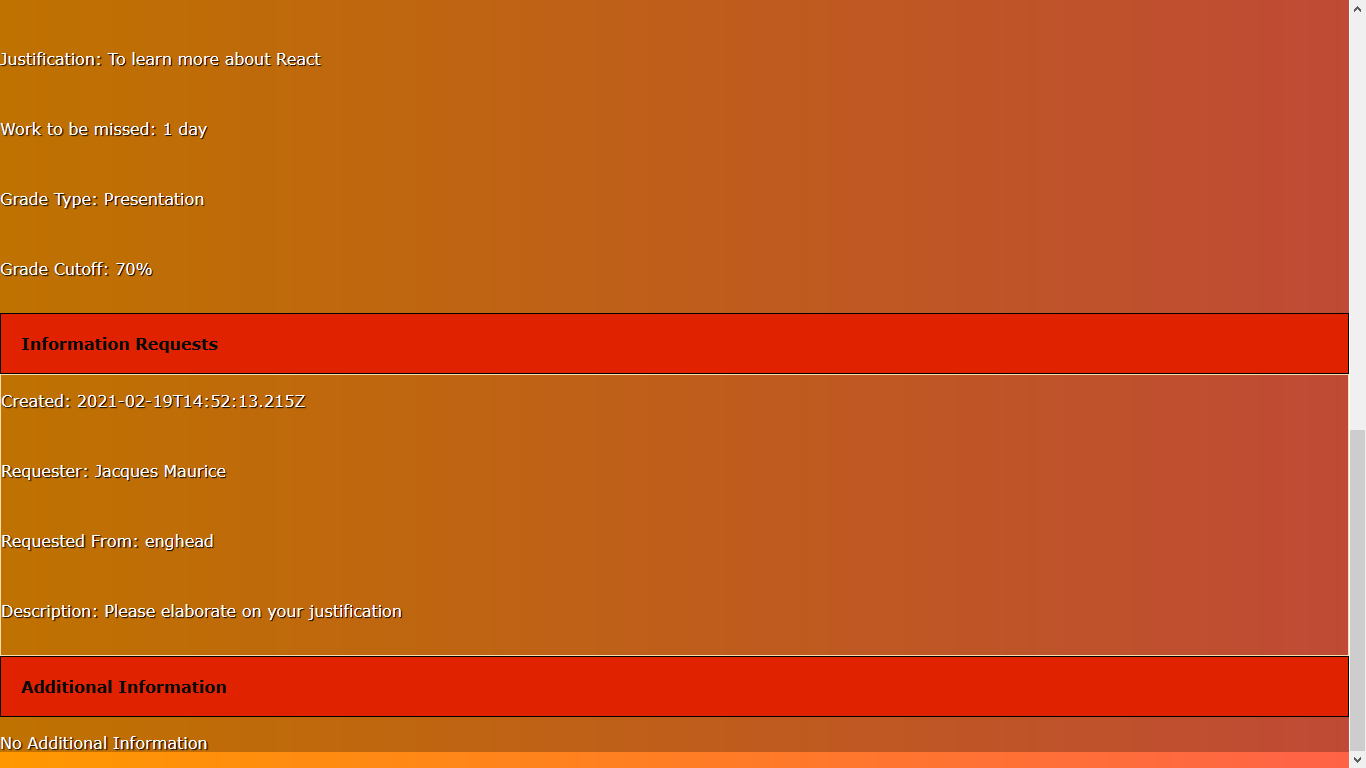 Justification: To learn more about React
Work to be missed: 1 day
Grade Type: Presentation
Grade Cutoff: 70%
Information Requests
Created: 2021-02-19T14:52:13.215Z
Requester: Jacques Maurice
Requested From: enghead
Description: Please elaborate on your justification
Additional Information
No Additional Information